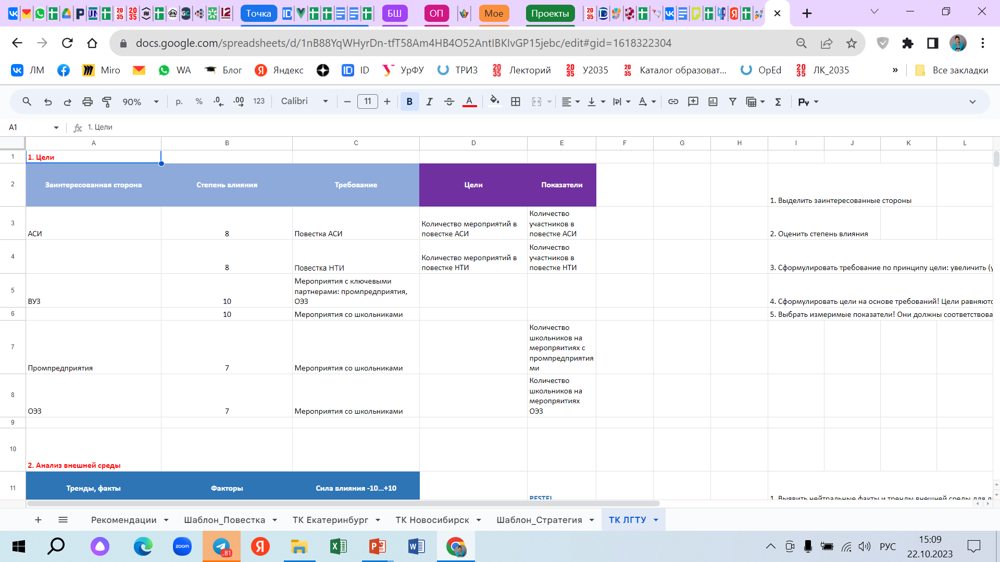 Точка
БШ
ОП
Мое
Проекты
docs.google.com/spreadsheets/d/1nB88YqWHyrDn-tfT58Am4HB4O52AntIBKIvGP15jebc/edit#gid=1618322304
ЛМ
Miro
WA
Блог
Яндекс
ID
УрФУ
ТРИЗ
Лекторий
У2035
Каталог образоват...
OpEd
ЛК_2035
»
Все закладки
90%
р.
%
.0
.00
123
Calibri
11
A1
1. Цели
A B C D E F G H I J K L
1
1. Цели
2
Заинтересованная сторона
Степень влияния
Требование
Цели
Показатели
1. Выделить заинтересованные стороны
3
АСИ
8
Повестка АСИ
Количество мероприятий в
повестке АСИ
Количество
участников в
повестке АСИ
2. Оценить степень влияния
4
8
Повестка НТИ
Количество мероприятий в
повестке НТИ
Количество
участников в
повестке НТИ
3. Сформулировать требование по принципу цели: увеличить (у
5
ВУЗ
10
Мероприятия с ключевыми
партнерами: промпредприятия,
ОЭЗ
4. Сформулировать цели на основе требований! Цели равняютс
6
10
Мероприятия со школьниками
5. Выбрать измеримые показатели! Они должны соответствова
7
Промпредприятия
7
Мероприятия со школьниками
Количество
школьников на
мепроряитиях с
промпредприятия
ми
8
ОЭЗ
7
Мероприятия со школьниками
Количество
школьников на
мепроряитиях
ОЭЗ
9
10
2. Анализ внешней среды
11
Тренды, факты
Факторы
Сила влияния -10...+10
PESTEL
1. Выявить нейтральные факты и тренды внешней среды для д
Рекомендации
Шаблон_Повестка
ТК Екатеринбург
ТК Новосибирск
Шаблон_Стратегия
ТК ЛГТУ
zoom
..81
РУС
15:09
22.10.2023